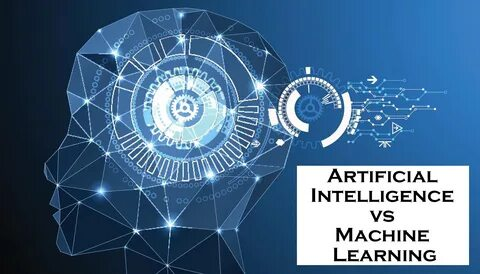 ARTIFICIAL
INTELLIGENCE
VS
MACHINE
LEARNING